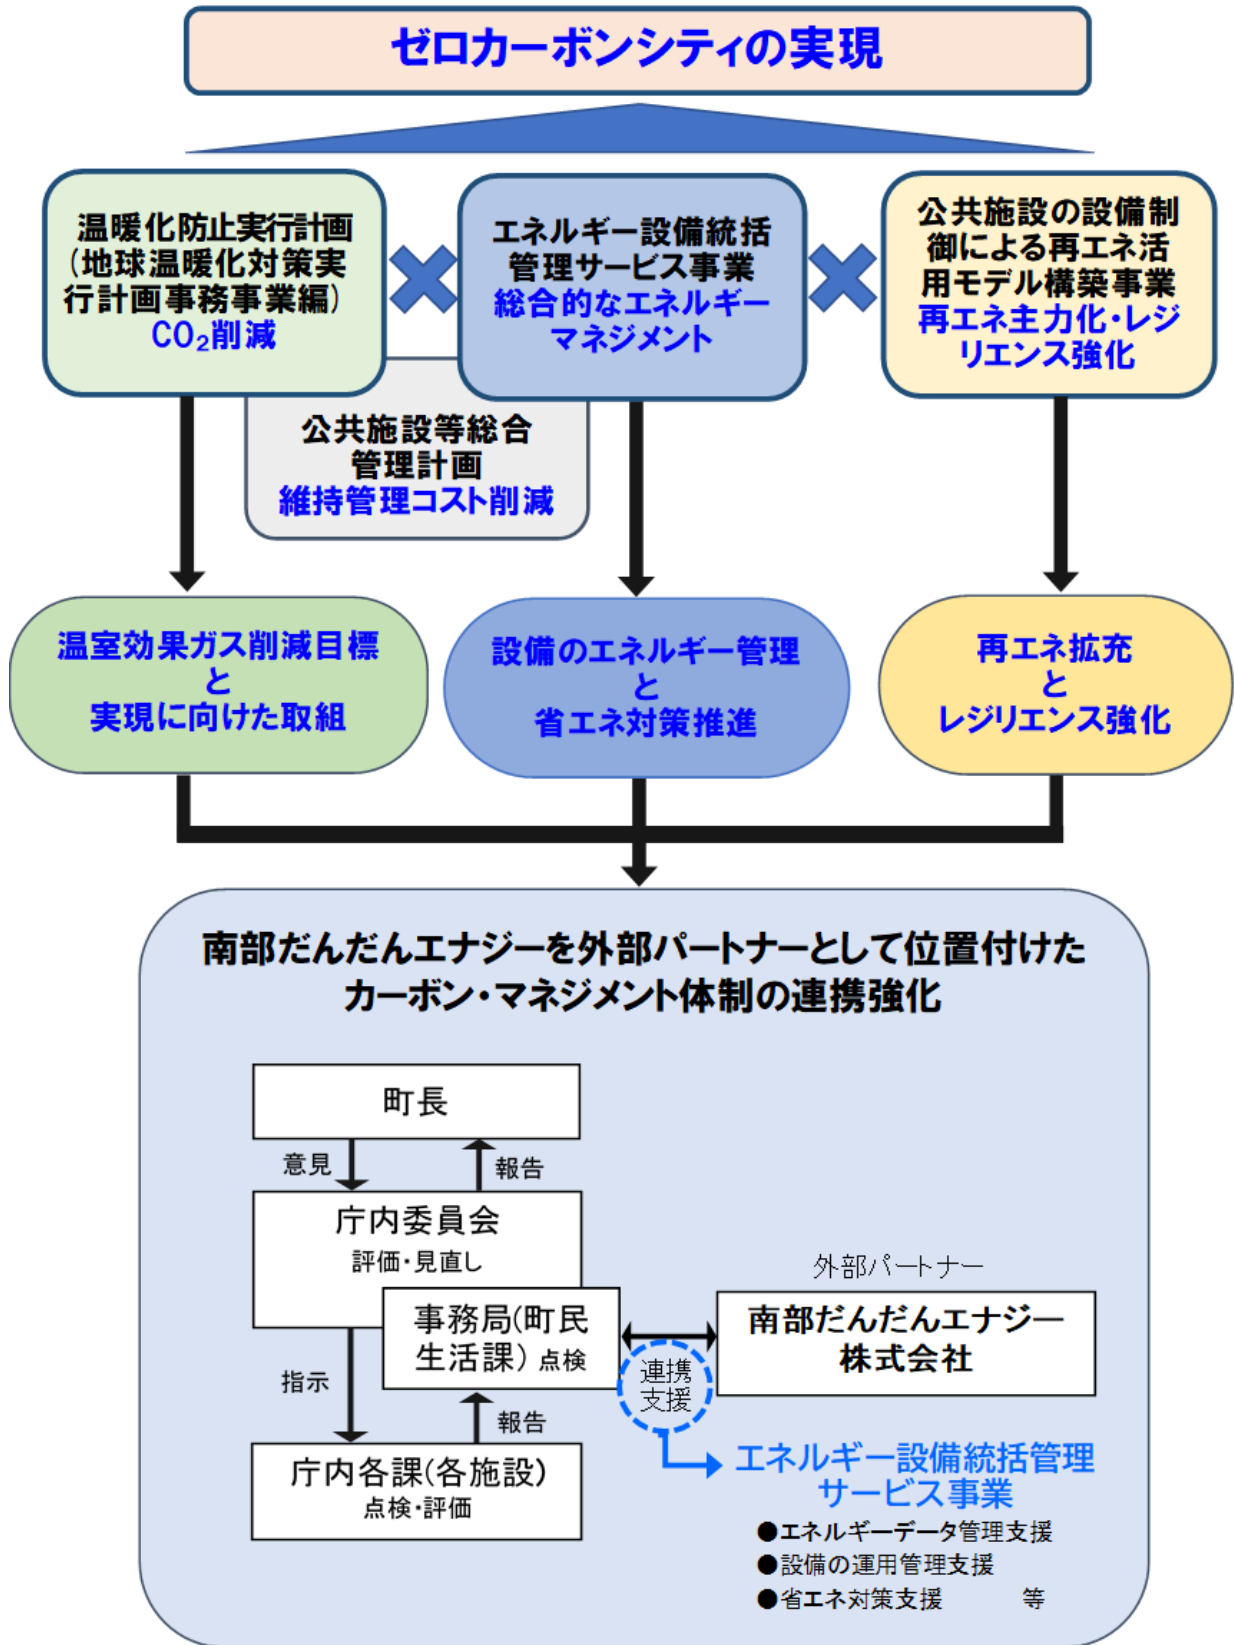 ゼロカーボンシティの実現
温暖化防止実行計画
(地球温暖化対策実
行計画事務事業編)
CO₂削減
エネルギー設備統括
管理サービス事業
総合的なエネルギー
マネジメント
公共施設の設備制
御による再エネ活
用モデル構築事業
再エネ主力化・レジ
リエンス強化
公共施設等総合
管理計画
維持管理コスト削減
温室効果ガス削減目標
と
実現に向けた取組
設備のエネルギー管理
と
省エネ対策推進
再エネ拡充
と
レジリエンス強化
南部だんだんエナジーを外部パートナーとして位置付けた
カーボン・マネジメント体制の連携強化
町長
意見
報告
庁内委員会
評価・見直し
事務局(町民
生活課) 点検
指示
報告
庁内各課(各施設)
点検・評価
外部パートナー
南部だんだんエナジー
株式会社
連携
支援
エネルギー設備統括管理
サービス事業
●エネルギーデータ管理支援
●設備の運用管理支援
●省エネ対策支援 等